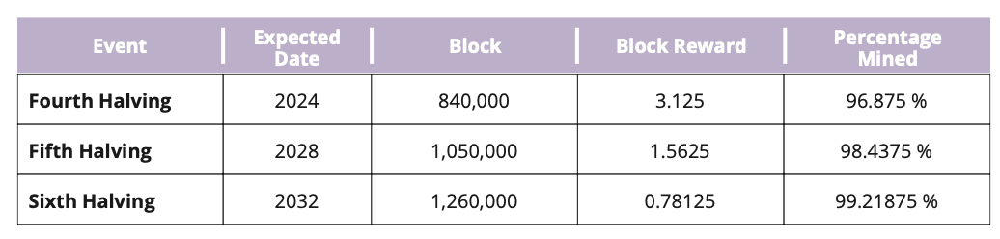 Event Expected Date Block Block Reward Percentage Mined
Fourth Halving 2024 840,000 3.125 96.875 %
Fifth Halving 2028 1,050,000 1.5625 98.4375 %
Sixth Halving 2032 1,260,000 0.78125 99.21875 %